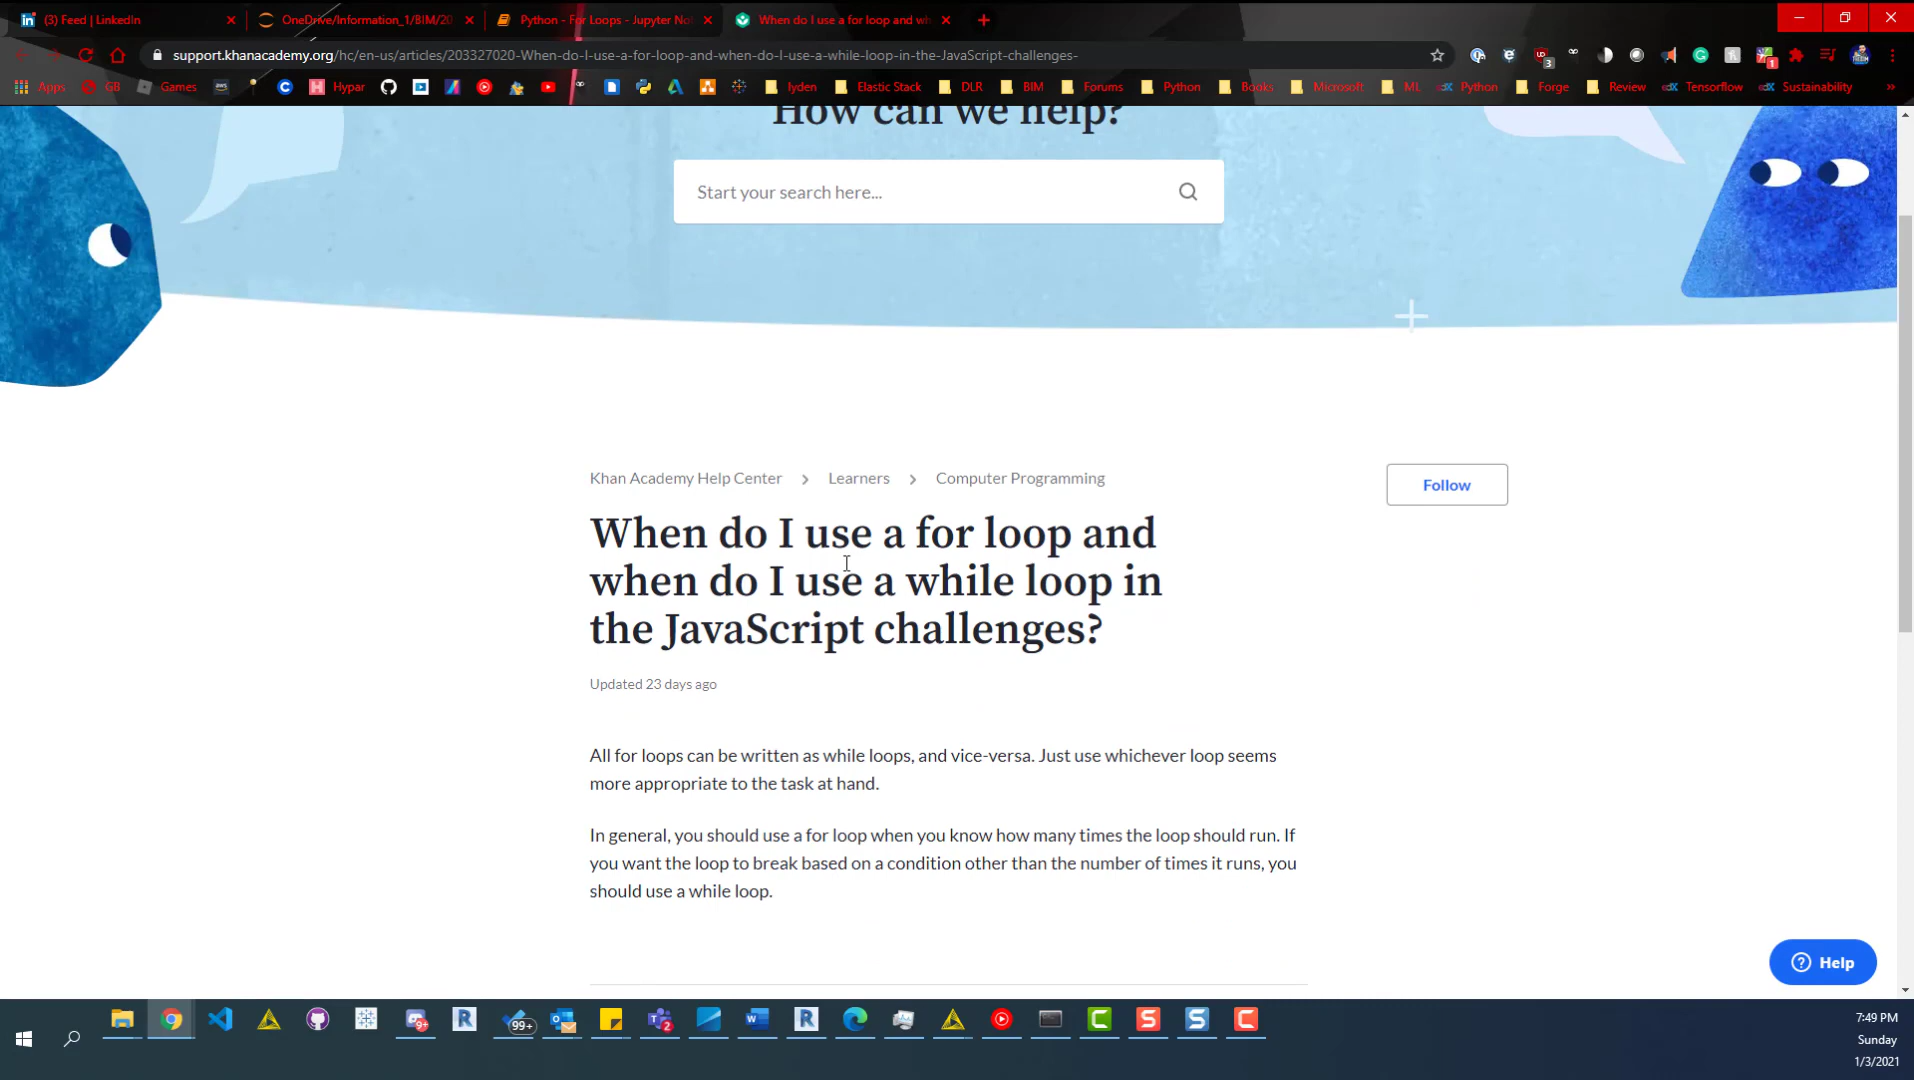 (3) Feed | LinkedIn
OneDrive/Information_1/BIM/20
Python - For Loops - Jupyter Not
When do I use a for loop and wh
support.khanacademy.org/hc/en-us/articles/203327020-When-do-I-use-a-for-loop-and-when-do-I-use-a-while-loop-in-the-JavaScript-challenges-
3
1
Apps GB Games aws Hypar lyden Elastic Stack DLR BIM Forums Python Books Microsoft ML Python Forge Review Tensorflow Sustainability »
How can we help?
Start your search here...
Khan Academy Help Center > Learners > Computer Programming
Follow
When do I use a for loop and
when do I use a while loop in
the JavaScript challenges?
Updated 23 days ago
All for loops can be written as while loops, and vice-versa. Just use whichever loop seems
more appropriate to the task at hand.
In general, you should use a for loop when you know how many times the loop should run. If
you want the loop to break based on a condition other than the number of times it runs, you
should use a while loop.
Help
9+
99+
2
7:49 PM
Sunday
1/3/2021